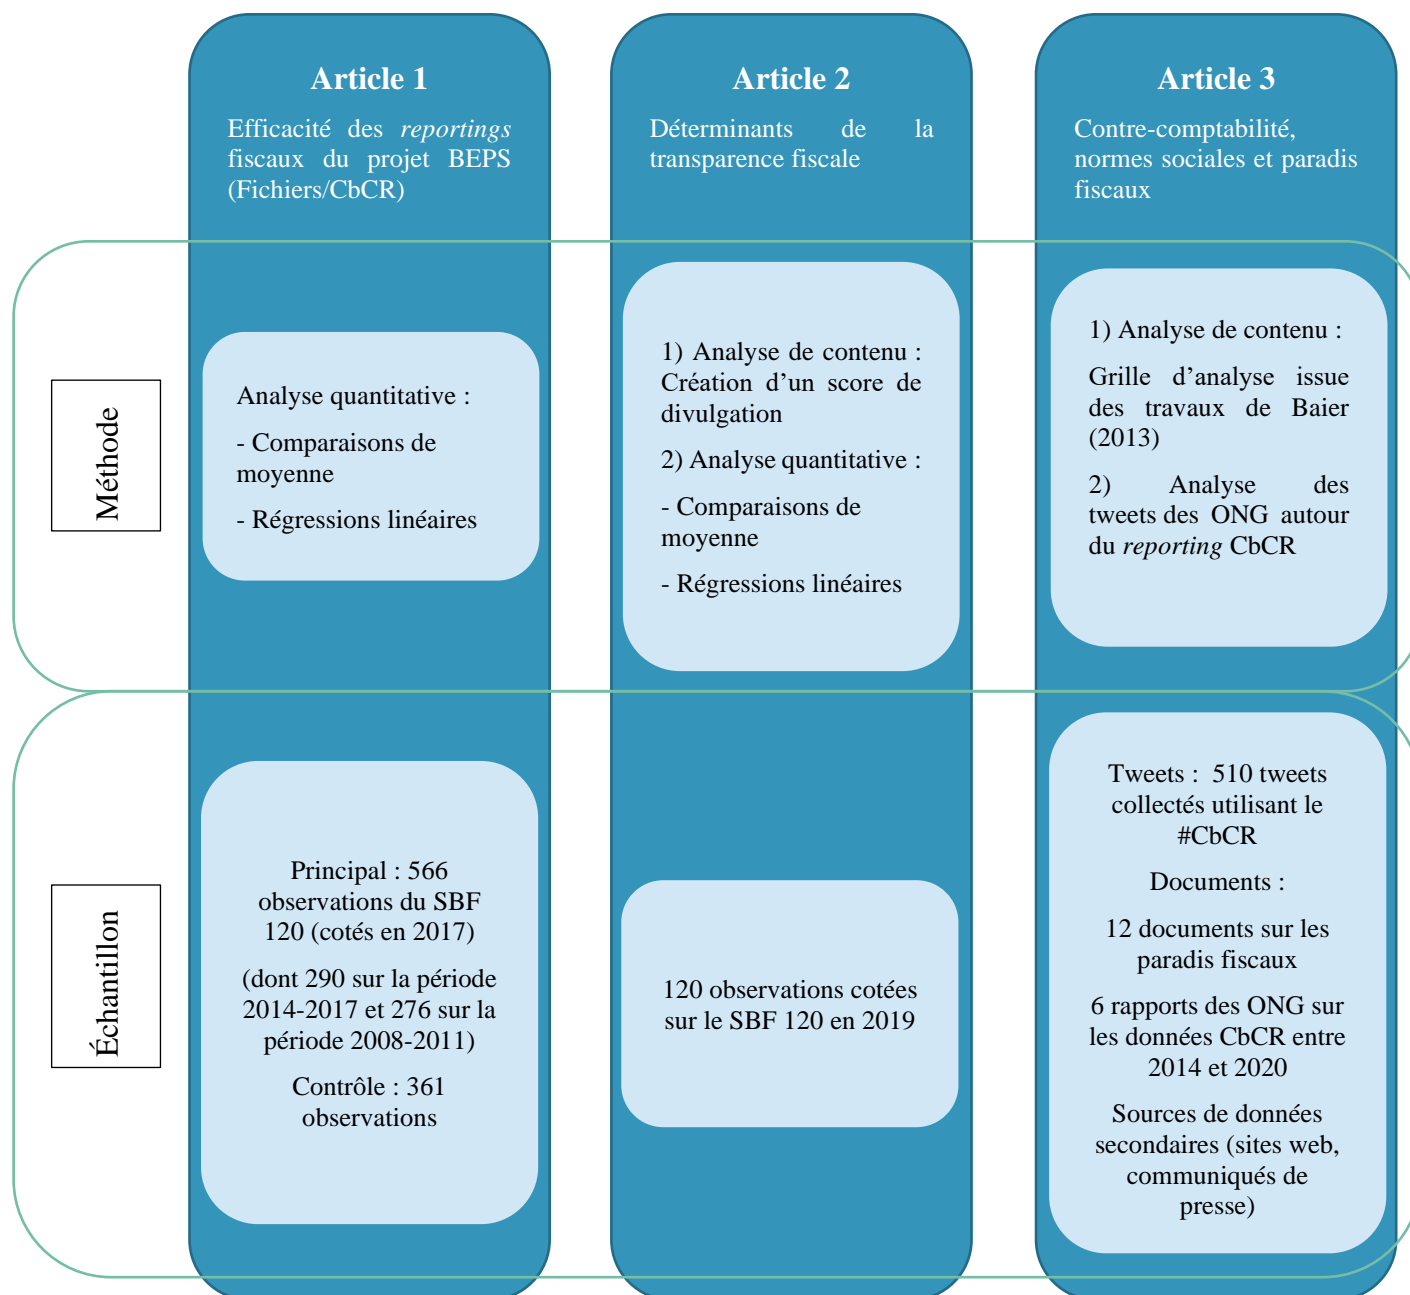 Article 1
Efficacité des reportings
fiscaux du projet BEPS
(Fichiers/CbCR)
Article 2
Déterminants de la
transparence fiscale
Article 3
Contre-comptabilité,
normes sociales et paradis
fiscaux
Méthode
Analyse quantitative :
- Comparaisons de
moyenne
- Régressions linéaires
1) Analyse de contenu :
Création d'un score de
divulgation
2) Analyse quantitative :
- Comparaisons de
moyenne
- Régressions linéaires
1) Analyse de contenu :
Grille d'analyse issue
des travaux de Baier
(2013)
2) Analyse des
tweets des ONG autour
du reporting CbCR
Échantillon
Principal : 566
observations du SBF
120 (cotés en 2017)
(dont 290 sur la période
2014-2017 et 276 sur la
période 2008-2011)
Contrôle : 361
observations
120 observations cotées
sur le SBF 120 en 2019
Tweets : 510 tweets
collectés utilisant le
#CbCR
Documents :
12 documents sur les
paradis fiscaux
6 rapports des ONG sur
les données CbCR entre
2014 et 2020
Sources de données
secondaires (sites web,
communiqués de
presse)